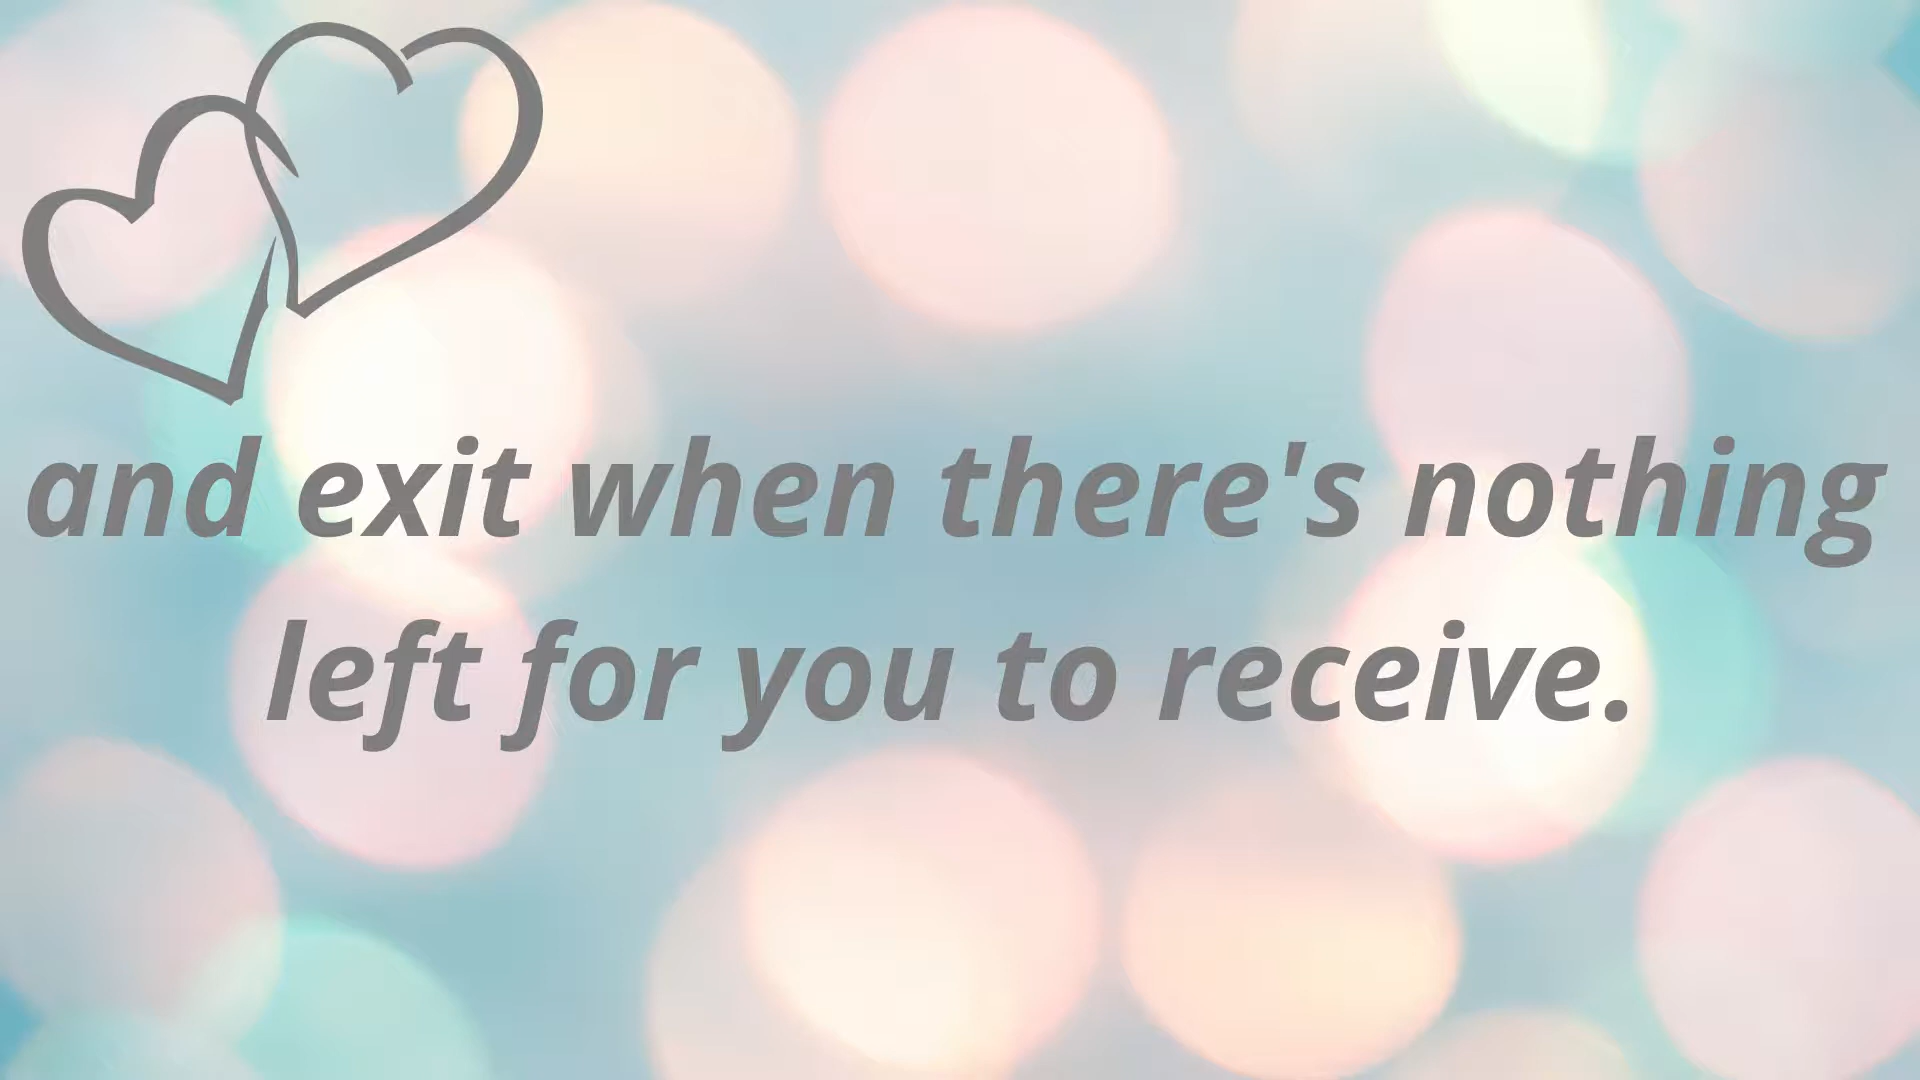 and exit when there's nothing
left for you to receive.